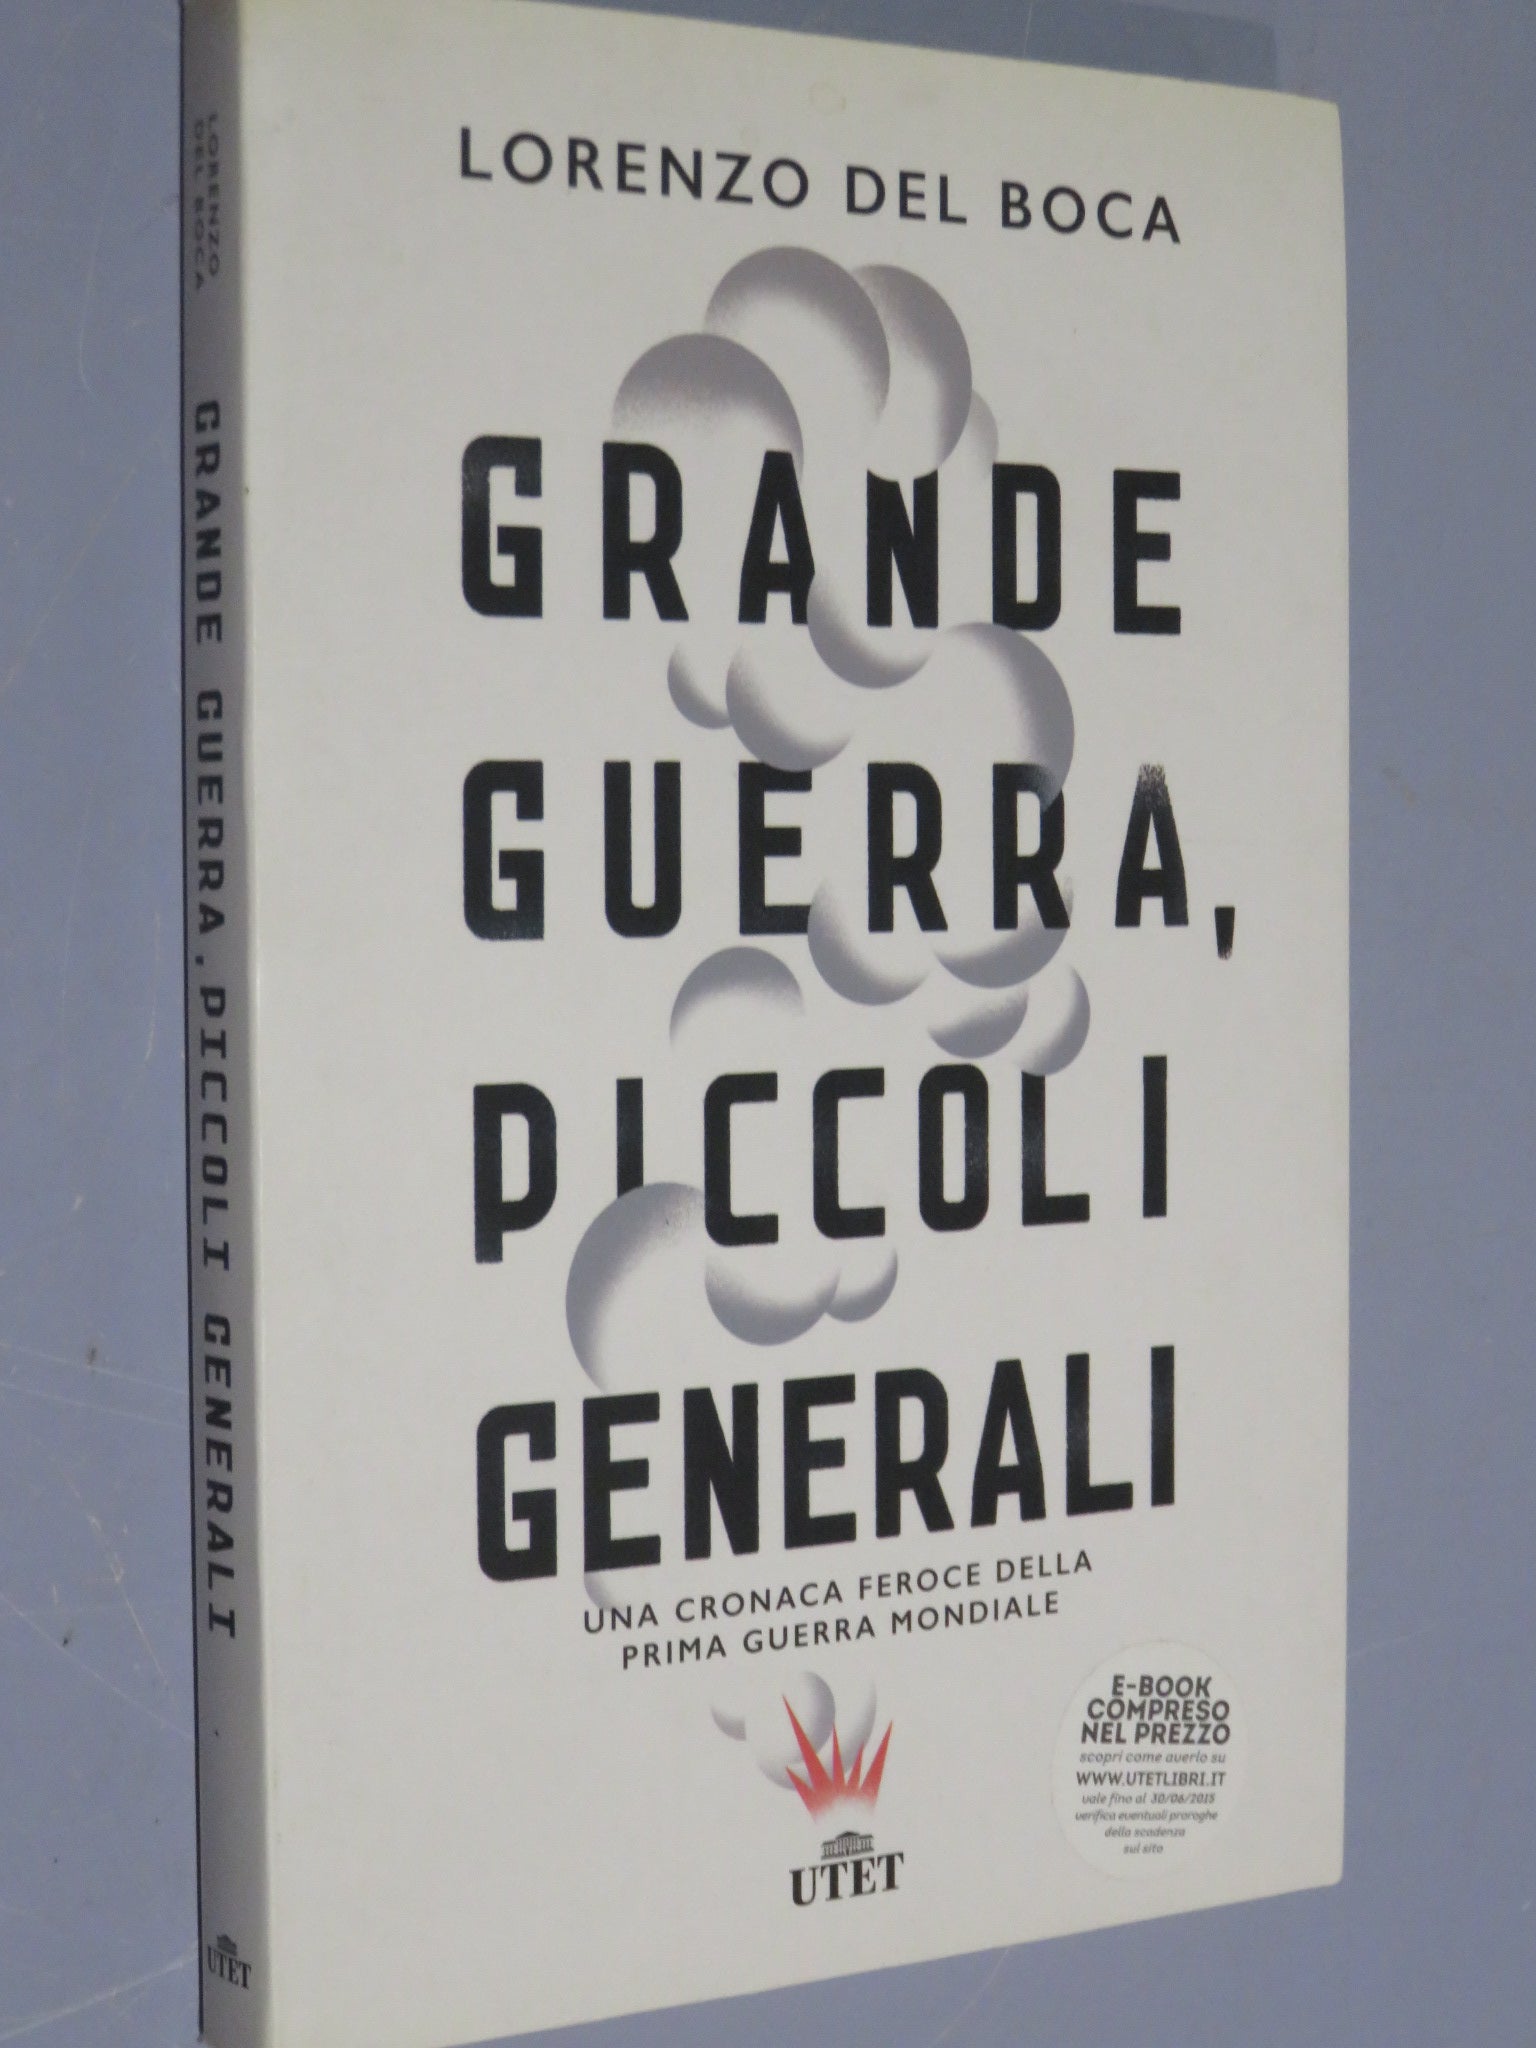 LORENZO DEL BOCA
GRANDE
GUERRA,
PICCOLI
GENERALI
UNA CRONACA FEROCE DELLA
PRIMA GUERRA MONDIALE
E-BOOK
COMPRESO
NEL PREZZO
scopri come averlo su
WWW.UTETLIBRI.IT
vale fino al 30/06/2015
verifica eventuali proroghe
della scadenza
sul sito
UTET
LORENZO
DEL BOCA
GRANDE GUERRA, PICCOLI GENERALI
UTET